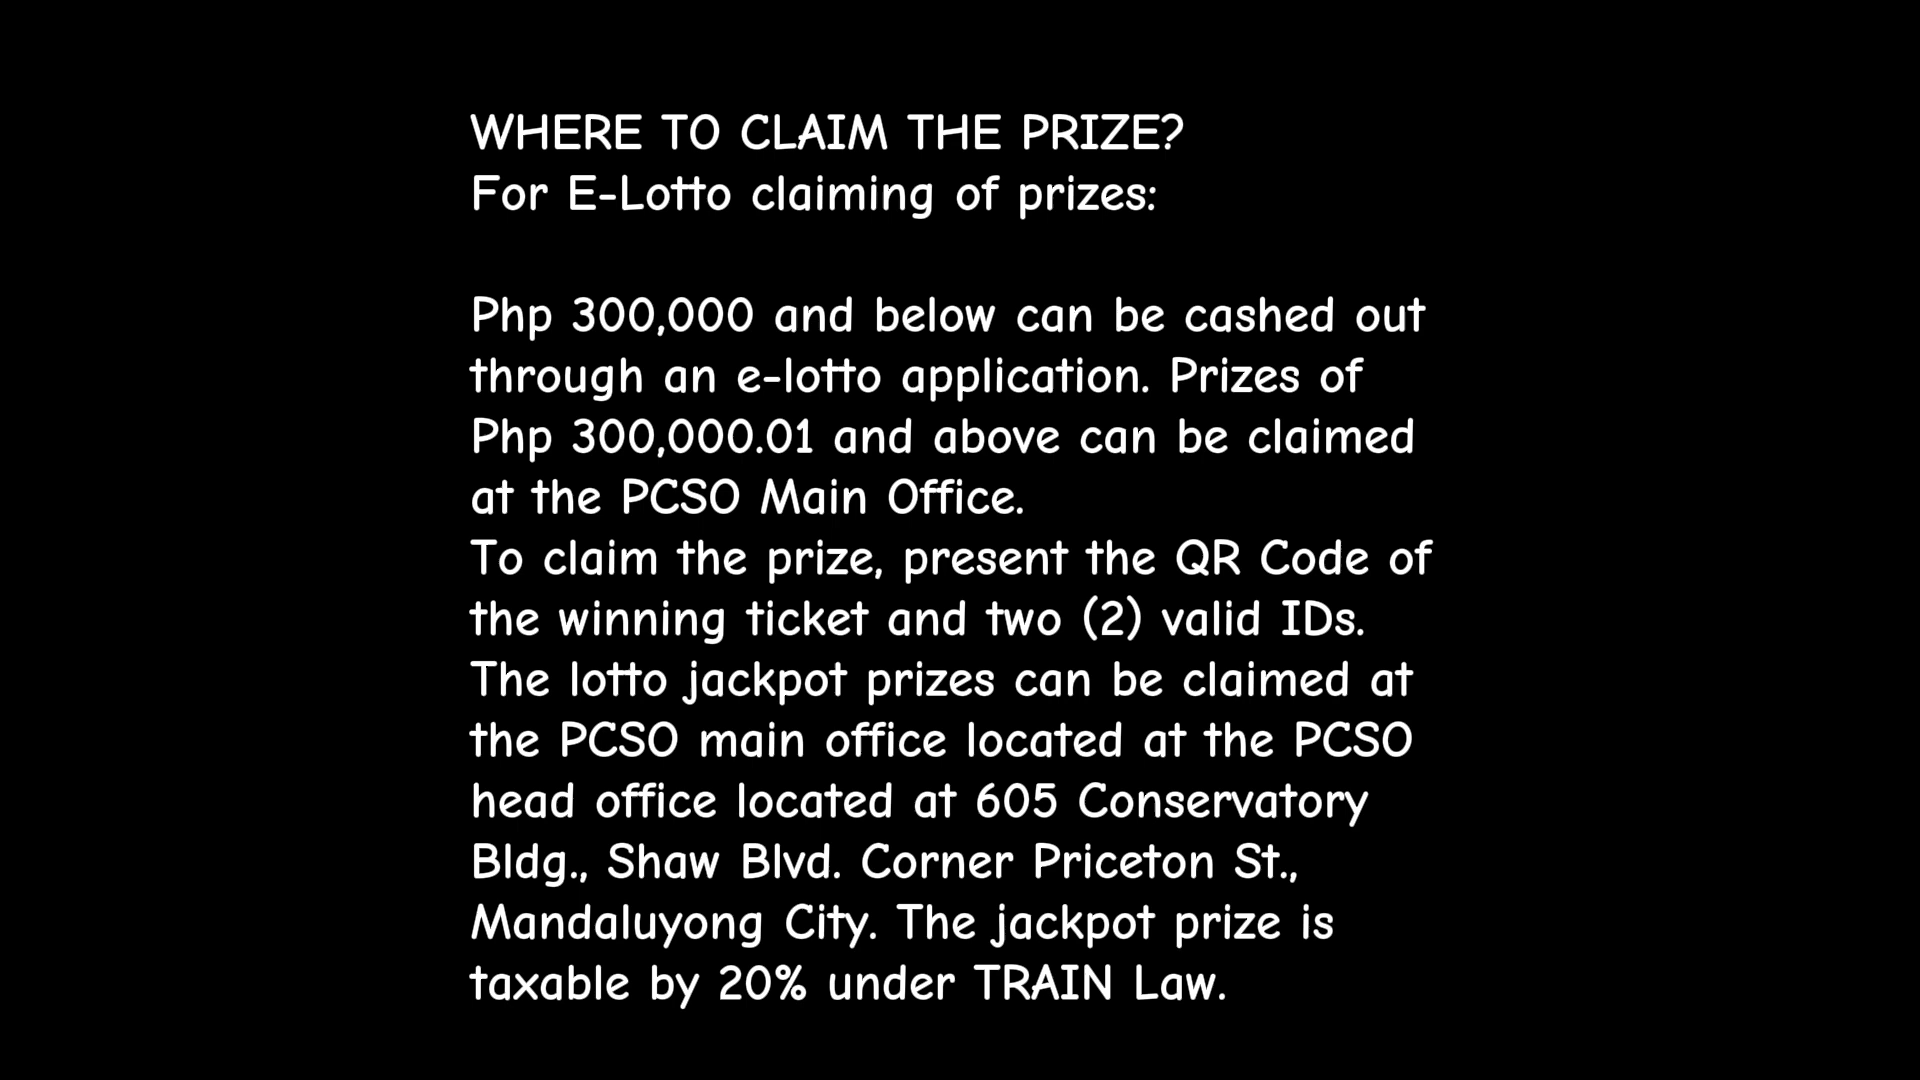 WHERE TO CLAIM THE PRIZE?
For E-Lotto claiming of prizes:
Php 300,000 and below can be cashed out
through an e-lotto application. Prizes of
Php 300,000.01 and above can be claimed
at the PCSO Main Office.
To claim the prize, present the QR Code of
the winning ticket and two (2) valid IDs.
The lotto jackpot prizes can be claimed at
the PCSO main office located at the PCSO
head office located at 605 Conservatory
Bldg., Shaw Blvd. Corner Priceton St.,
Mandaluyong City. The jackpot prize is
taxable by 20% under TRAIN Law.